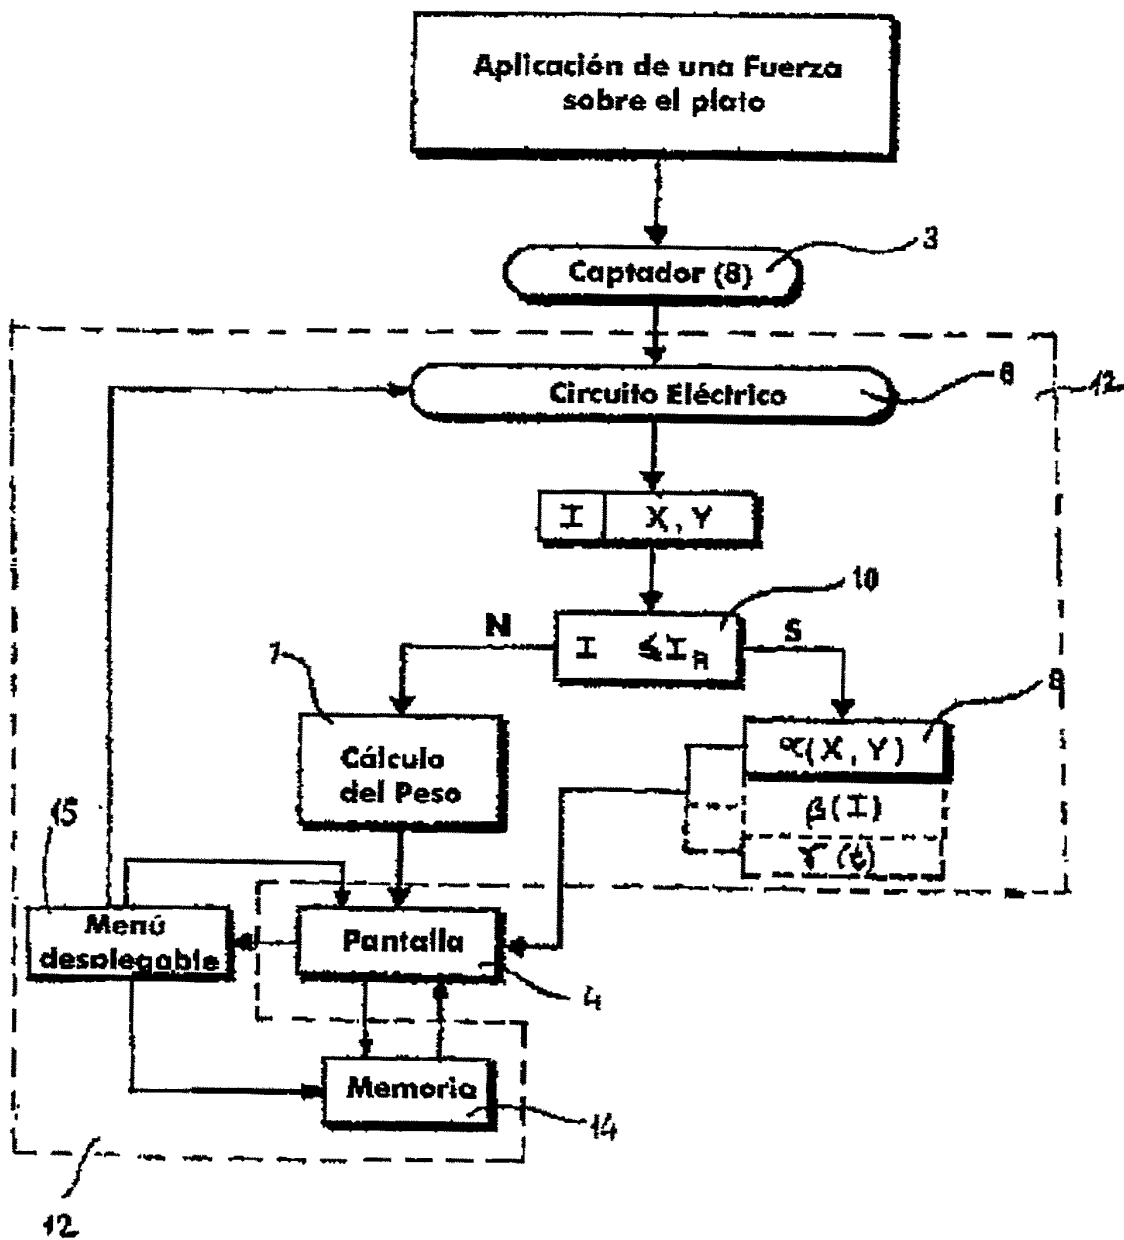 Aplicación de una Fuerza
sobre el plato
3
Captador (8)
Circuito Eléctrico
8
12
I X, Y
10
N
I ≤ I_R
S
7
8
Cálculo
del Peso
α(X, Y)
β(I)
γ(t)
15
Menú
desplegable
Pantalla
4
Memoria
14
12